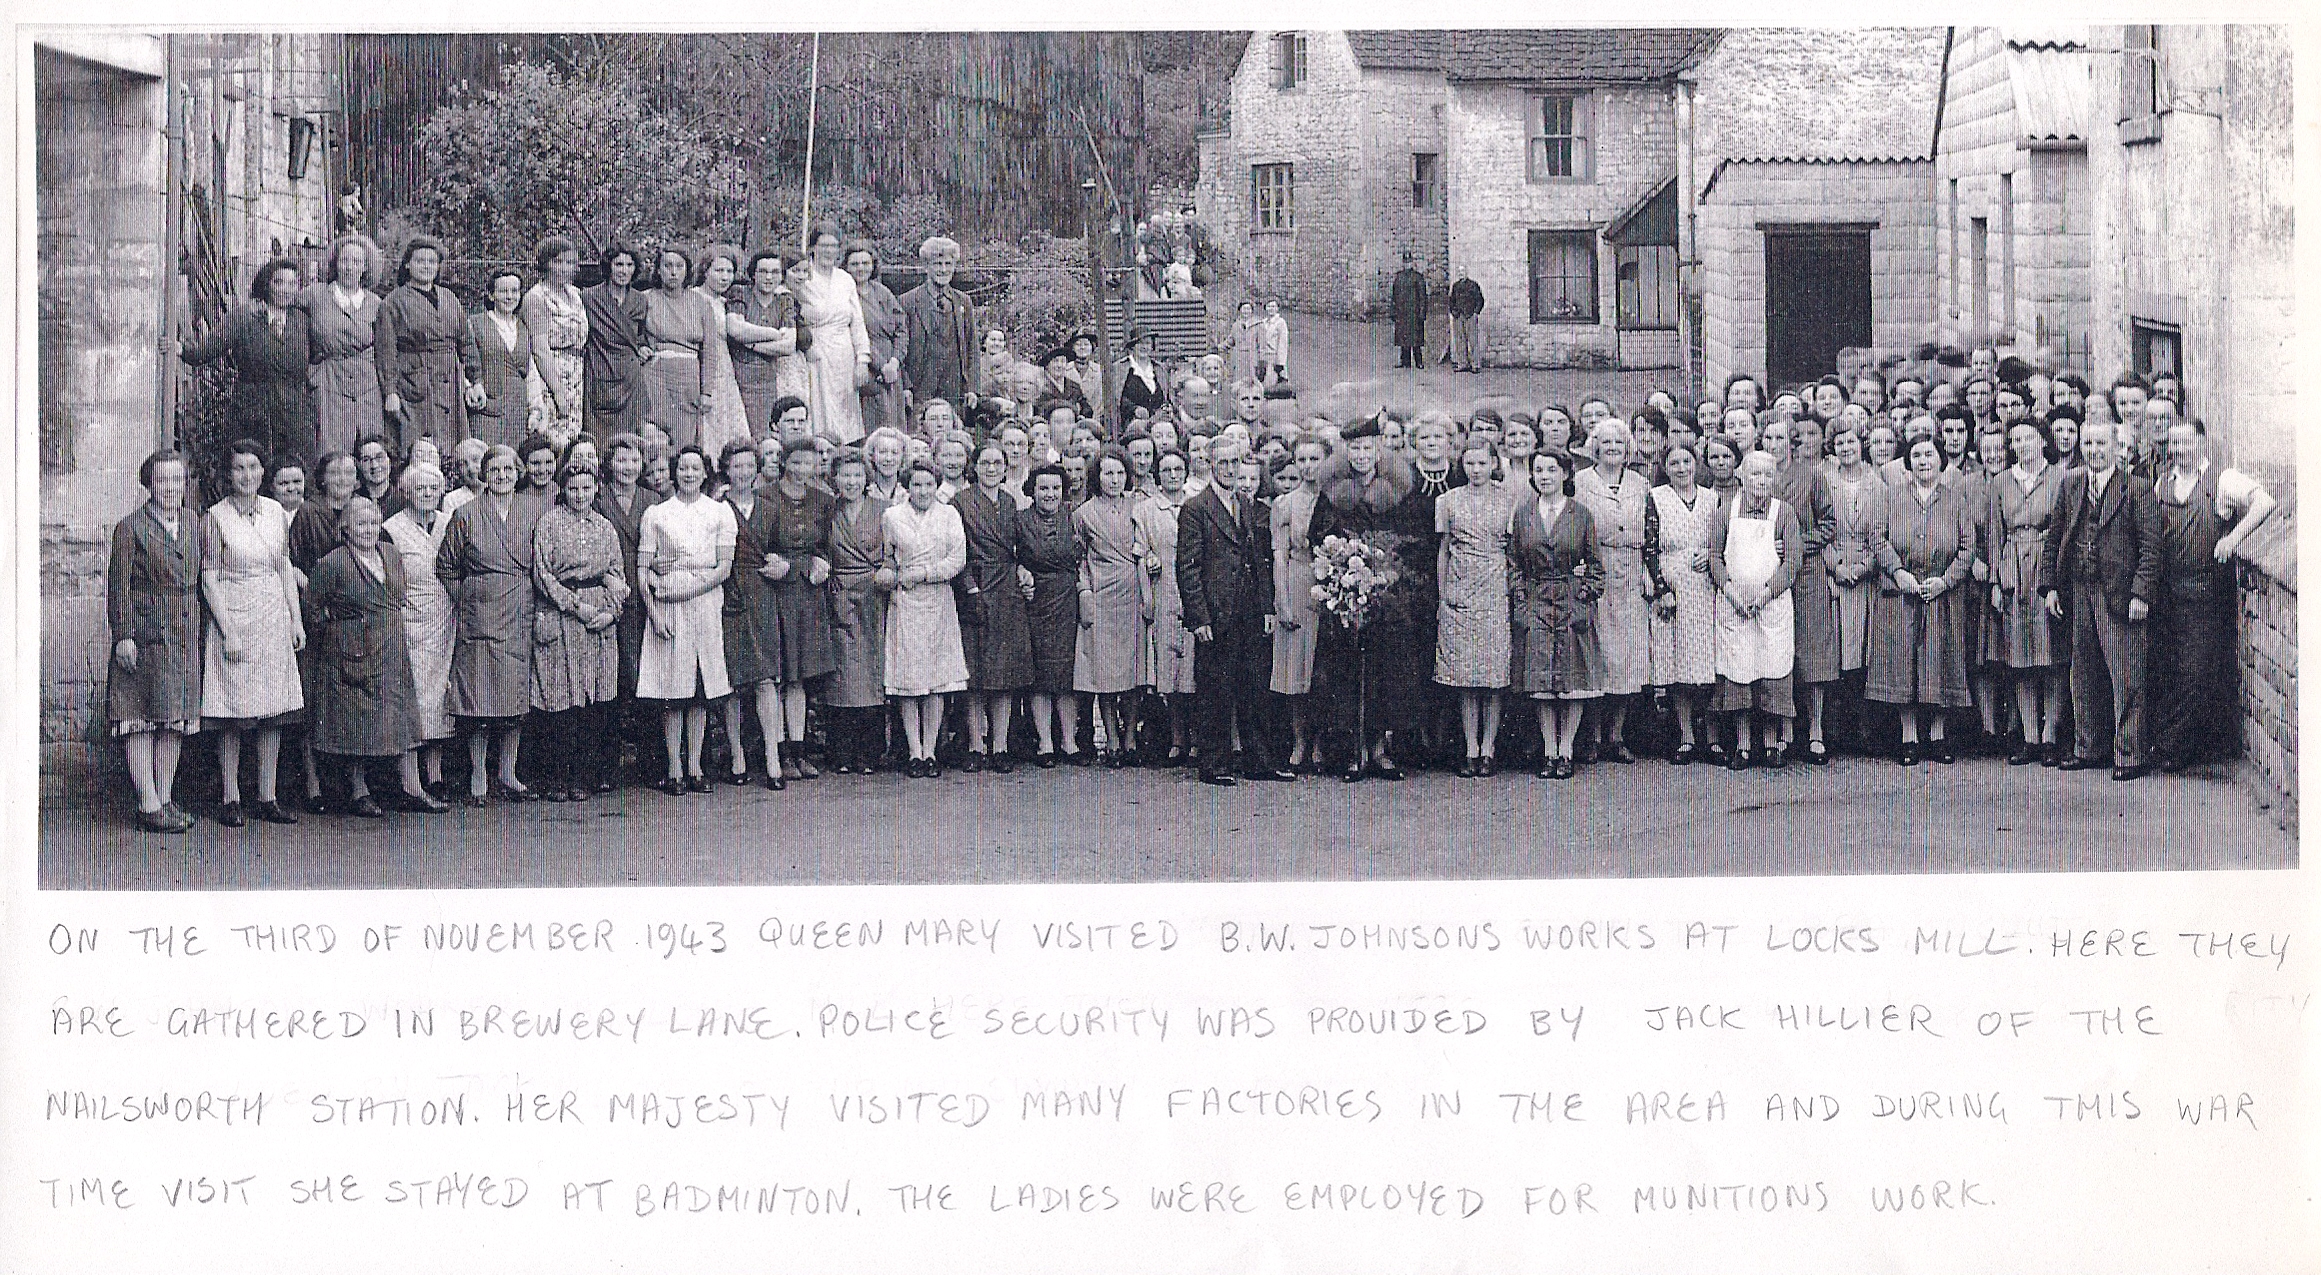 ON THE THIRD OF NOVEMBER 1943 QUEEN MARY VISITED B.W. JOHNSONS WORKS AT LOCKS MILL. HERE THEY
ARE GATHERED IN BREWERY LANE. POLICE SECURITY WAS PROVIDED BY JACK HILLIER OF THE
NAILSWORTH STATION. HER MAJESTY VISITED MANY FACTORIES IN THE AREA AND DURING THIS WAR
TIME VISIT SHE STAYED AT BADMINTON. THE LADIES WERE EMPLOYED FOR MUNITIONS WORK.